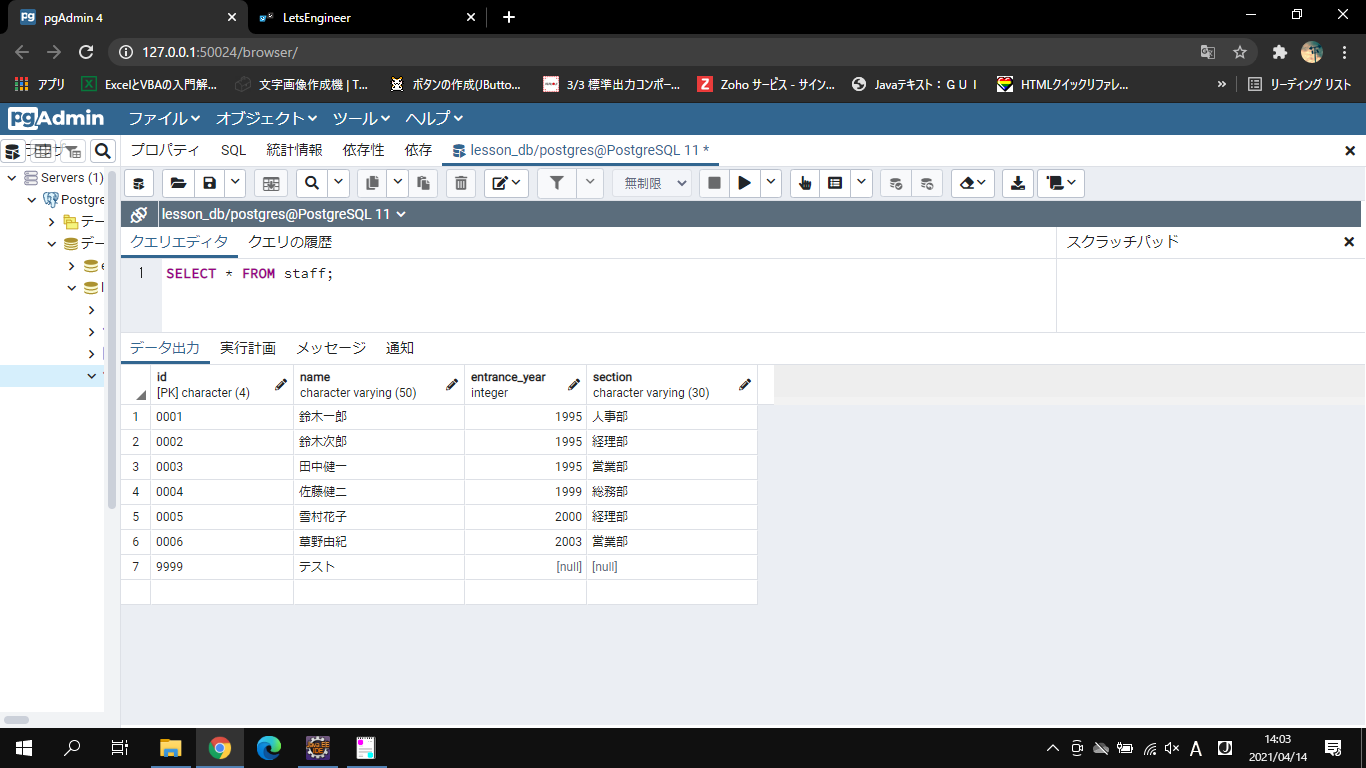 pgAdmin 4
LetsEngineer
127.0.0.1:50024/browser/
アプリ
ExcelとVBAの入門解...
文字画像作成機 | T...
ボタンの作成(JButto...
3/3 標準出力コンポー...
Zoho サービス - サイン...
Javaテキスト：ＧＵＩ
HTMLクイックリファレ...
»
リーディング リスト
pgAdmin
ファイル
オブジェクト
ツール
ヘルプ
プロパティ
SQL
統計情報
依存性
依存
lesson_db/postgres@PostgreSQL 11 *
Servers (1)
Postgre
テー
デー
無制限
lesson_db/postgres@PostgreSQL 11
クエリエディタ
クエリの履歴
スクラッチパッド
1 SELECT * FROM staff;
データ出力
実行計画
メッセージ
通知
id name entrance_year section
[PK] character (4) character varying (50) integer character varying (30)
1 0001 鈴木一郎 1995 人事部
2 0002 鈴木次郎 1995 経理部
3 0003 田中健一 1995 営業部
4 0004 佐藤健二 1999 総務部
5 0005 雪村花子 2000 経理部
6 0006 草野由紀 2003 営業部
7 9999 テスト [null] [null]
A
14:03
2021/04/14